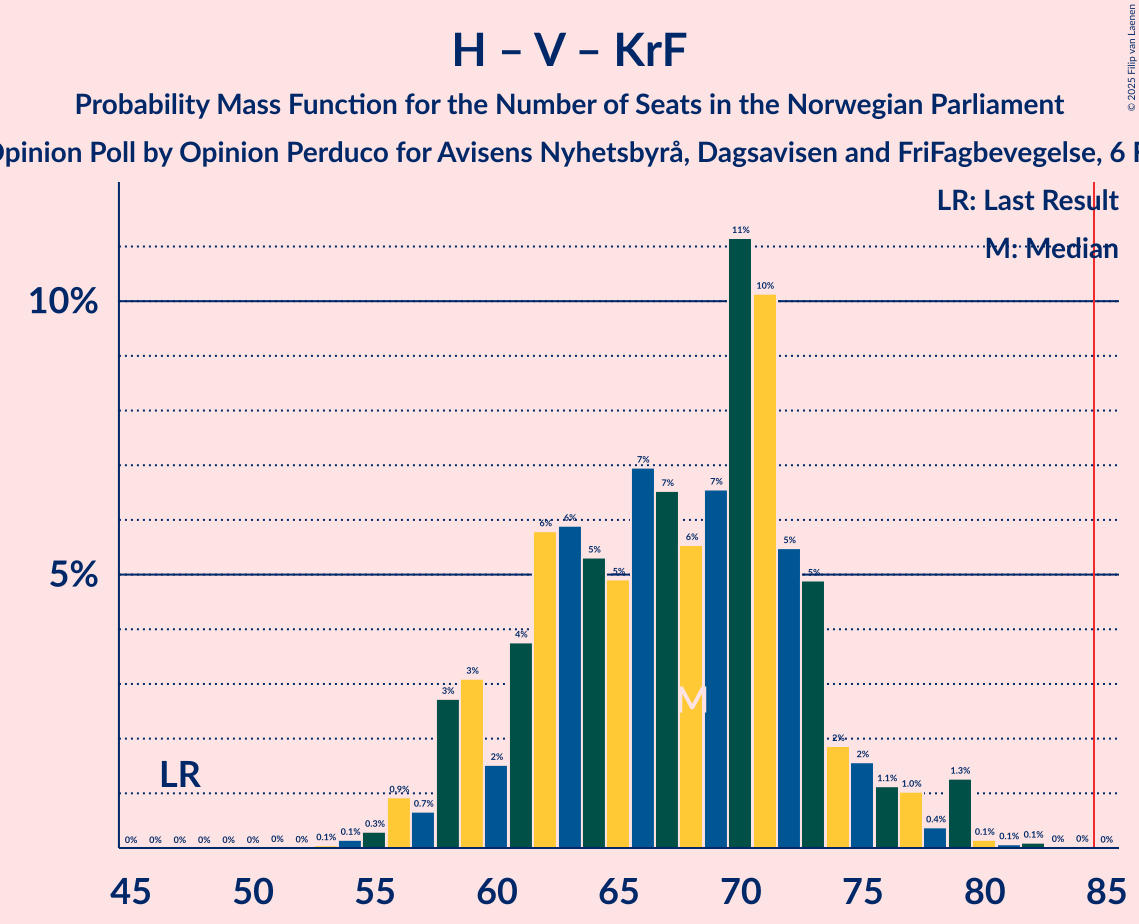 H – V – KrF
Probability Mass Function for the Number of Seats in the Norwegian Parliament
Opinion Poll by Opinion Perduco for Avisens Nyhetsbyrå, Dagsavisen and FriFagbevegelse, 6
© 2025 Filip van Laenen
LR: Last Result
M: Median
10%
5%
0% 0% 0% 0% 0% 0% 0% 0% 0.1% 0.1% 0.3% 0.9% 0.7% 3% 3% 2% 4% 6% 6% 5% 5% 7% 7% 6% 7% 11% 10% 5% 5% 2% 2% 1.1% 1.0% 0.4% 1.3% 0.1% 0.1% 0.1% 0% 0% 0%
LR
M
45 50 55 60 65 70 75 80 85